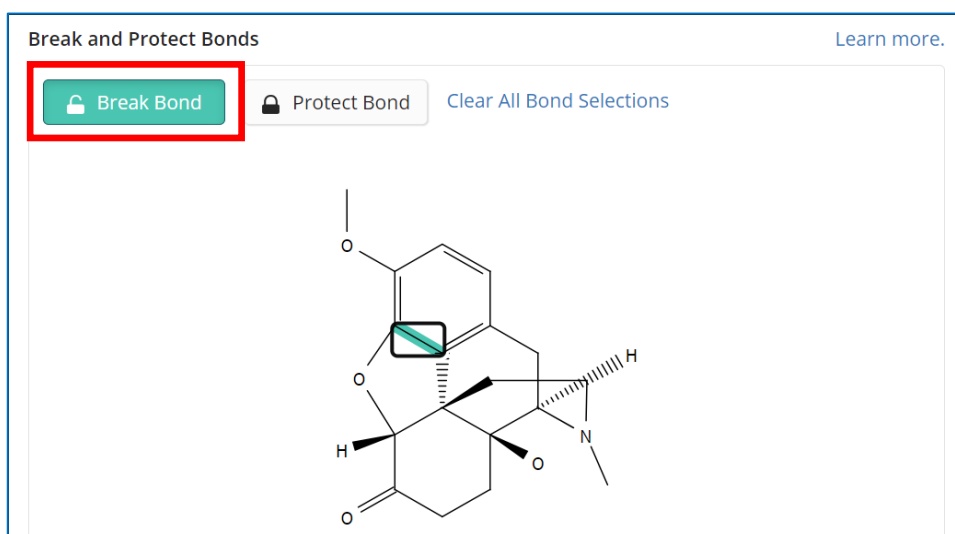 Break and Protect Bonds
Learn more.
Break Bond
Protect Bond
Clear All Bond Selections
O
H
O
N
H
O
O